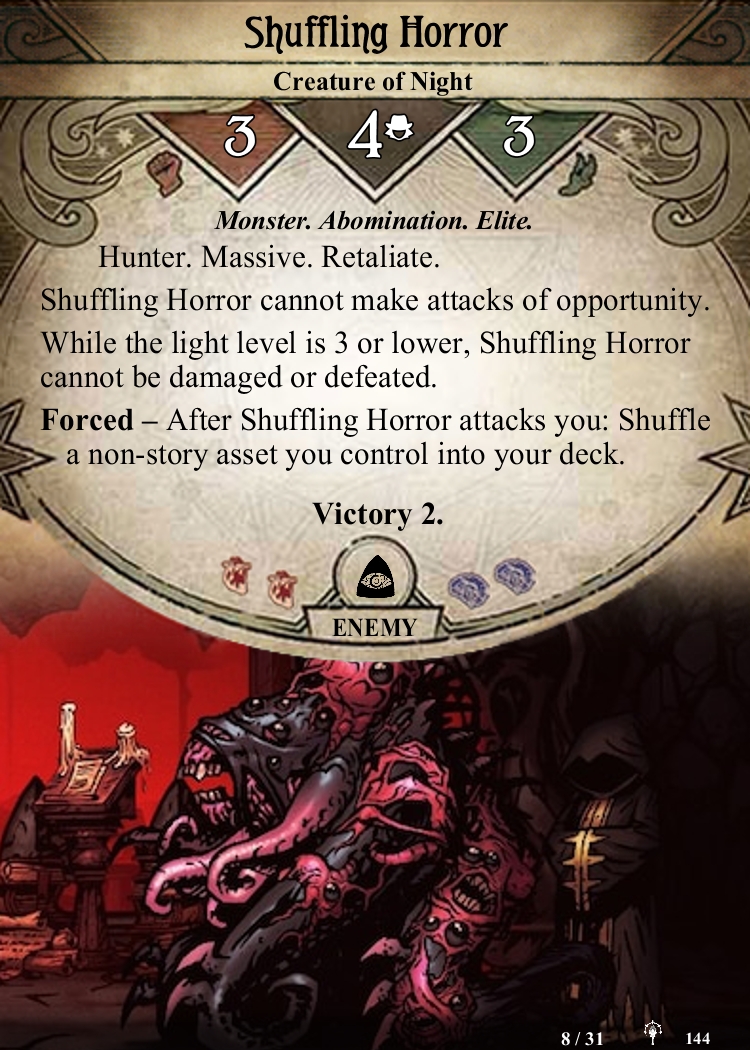 Shuffling Horror
Creature of Night
3 4 3
Monster. Abomination. Elite.
Hunter. Massive. Retaliate.
Shuffling Horror cannot make attacks of opportunity.
While the light level is 3 or lower, Shuffling Horror
cannot be damaged or defeated.
Forced – After Shuffling Horror attacks you: Shuffle
a non-story asset you control into your deck.
Victory 2.
ENEMY
8 / 31 144